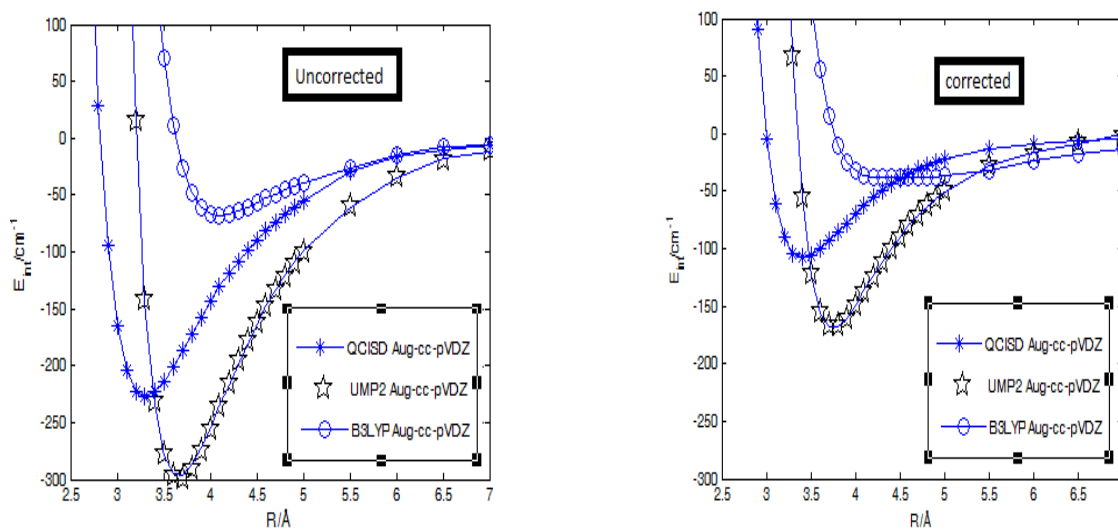 Uncorrected
100
50
0
-50
-100
-150
-200
-250
-300
E_int/cm⁻¹
QCISD Aug-cc-pVDZ
UMP2 Aug-cc-pVDZ
B3LYP Aug-cc-pVDZ
2.5 3 3.5 4 4.5 5 5.5 6 6.5 7
R/Å
corrected
100
50
0
-50
-100
-150
-200
-250
-300
E_int/cm⁻¹
QCISD Aug-cc-pVDZ
UMP2 Aug-cc-pVDZ
B3LYP Aug-cc-pVDZ
2.5 3 3.5 4 4.5 5 5.5 6 6.5 7
R/Å